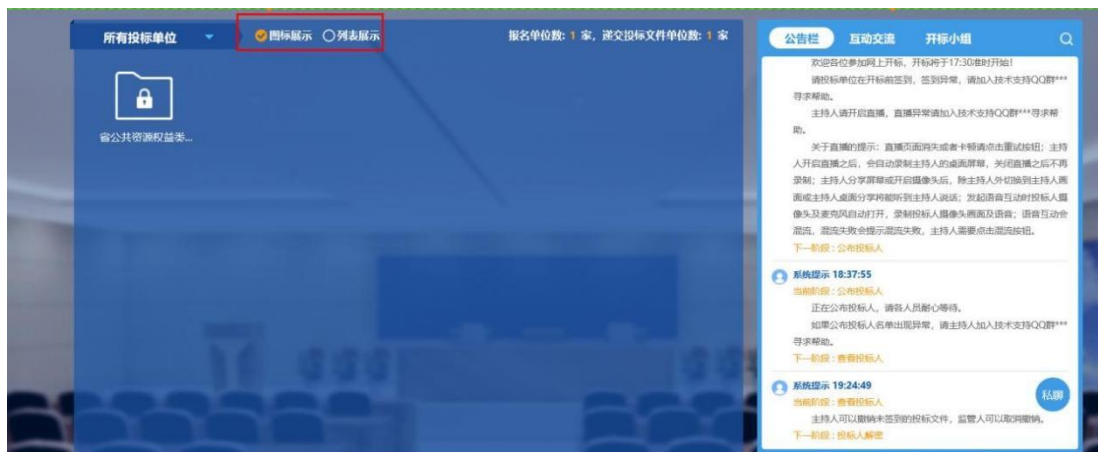 所有投标单位
图标展示 列表展示
报名单位数: 1 家, 递交投标文件单位数: 1 家
省公共资源权益类...
公告栏 互动交流 开标小组
欢迎各位参加网上开标, 开标将于17:30准时开始!
请投标单位在开标前签到, 签到异常, 请加入技术支持QQ群***
寻求帮助。
主持人请开启直播, 直播异常请加入技术支持QQ群***寻求帮
助。
关于直播的提示: 直播页面消失或者卡顿请点击重试按钮; 主持
人开启直播之后, 会自动录制主持人的桌面屏幕, 关闭直播之后不再
录制; 主持人分享屏幕或开启摄像头后, 除主持人外切换到主持人画
面或主持人桌面分享将能听到主持人说话; 发起语音互动时投标人摄
像头及麦克风自动打开, 录制投标人摄像头画面及语音; 语音互动会
混流, 混流失败会提示混流失败, 主持人需要点击混流按钮。
下一阶段 : 公布投标人
系统提示 18:37:55
当前阶段 : 公布投标人
正在公布投标人, 请各人员耐心等待。
如果公布投标人名单出现异常, 请主持人加入技术支持QQ群***
寻求帮助。
下一阶段 : 查看投标人
系统提示 19:24:49
当前阶段 : 查看投标人
主持人可以撤销未签到的投标文件, 监管人可以取消撤销。
下一阶段 : 投标人解密
私聊